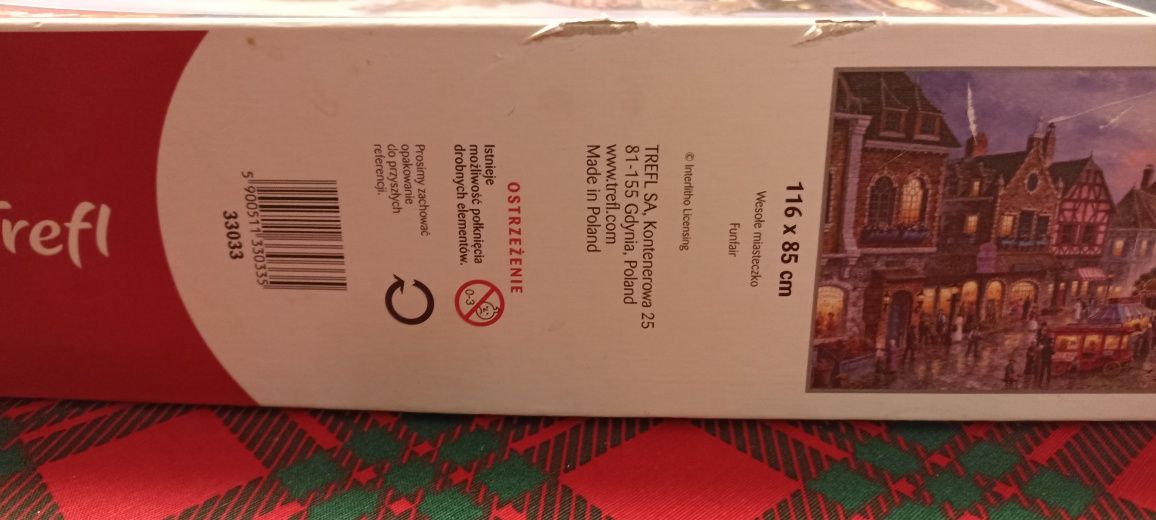 116 x 85 cm
Wesołe miasteczko
Funfair
© Interlitho Licensing
TREFL SA, Kontenerowa 25
81-155 Gdynia, Poland
www.trefl.com
Made in Poland
OSTRZEŻENIE
Istnieje
możliwość połknięcia
drobnych elementów.
0-3
Prosimy zachować
opakowanie
do przyszłych
referencji.
5 900511 330335
33033
Trefl